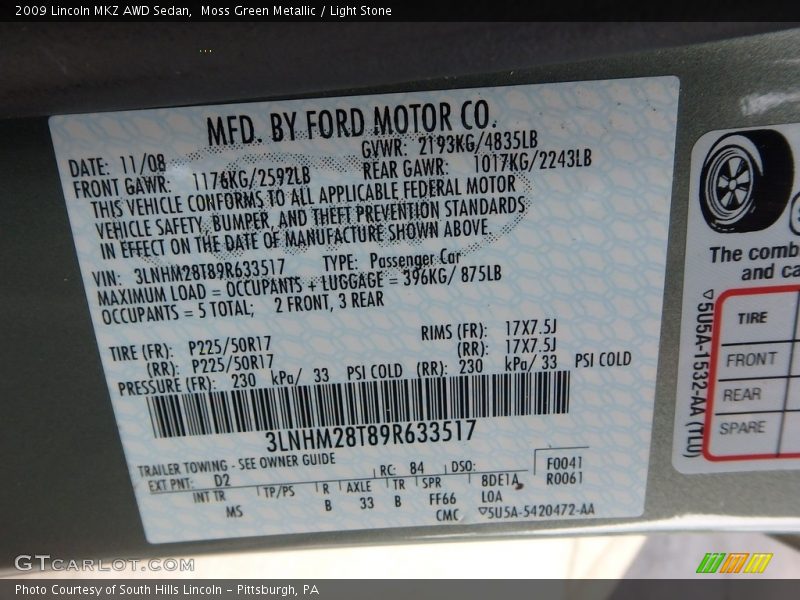 2009 Lincoln MKZ AWD Sedan,  Moss Green Metallic / Light Stone
MFD. BY FORD MOTOR CO.
DATE: 11/08 GVWR: 2193KG/4835LB
FRONT GAWR: 1176KG/2592LB REAR GAWR: 1017KG/2243LB
THIS VEHICLE CONFORMS TO ALL APPLICABLE FEDERAL MOTOR
VEHICLE SAFETY, BUMPER, AND THEFT PREVENTION STANDARDS
IN EFFECT ON THE DATE OF MANUFACTURE SHOWN ABOVE.
VIN: 3LNHM28T89R633517 TYPE: Passenger Car
MAXIMUM LOAD = OCCUPANTS + LUGGAGE = 396KG/ 875LB
OCCUPANTS = 5 TOTAL; 2 FRONT, 3 REAR
TIRE (FR): P225/50R17 RIMS (FR): 17X7.5J
(RR): P225/50R17 (RR): 17X7.5J
PRESSURE (FR): 230 kPa/ 33 PSI COLD (RR): 230 kPa/ 33 PSI COLD
3LNHM28T89R633517
TRAILER TOWING - SEE OWNER GUIDE
EXT PNT: D2 RC: 84 DSO: F0041
INT TR TP/PS R AXLE TR SPR 8DE1A R0061
MS B 33 B FF66 LOA
CMC ▽5U5A-5420472-AA
The comb
and ca
▽5U5A-1532-AA (TLU)
TIRE
FRONT
REAR
SPARE
GTcarlot.com
Photo Courtesy of South Hills Lincoln - Pittsburgh, PA